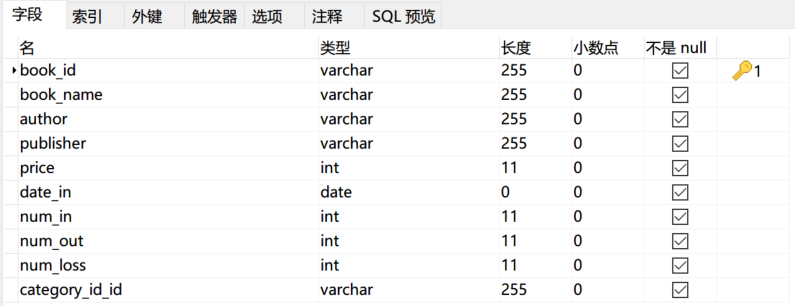 字段 索引 外键 触发器 选项 注释 SQL 预览
名 类型 长度 小数点 不是 null
book_id varchar 255 0 1
book_name varchar 255 0
author varchar 255 0
publisher varchar 255 0
price int 11 0
date_in date 0 0
num_in int 11 0
num_out int 11 0
num_loss int 11 0
category_id_id varchar 255 0